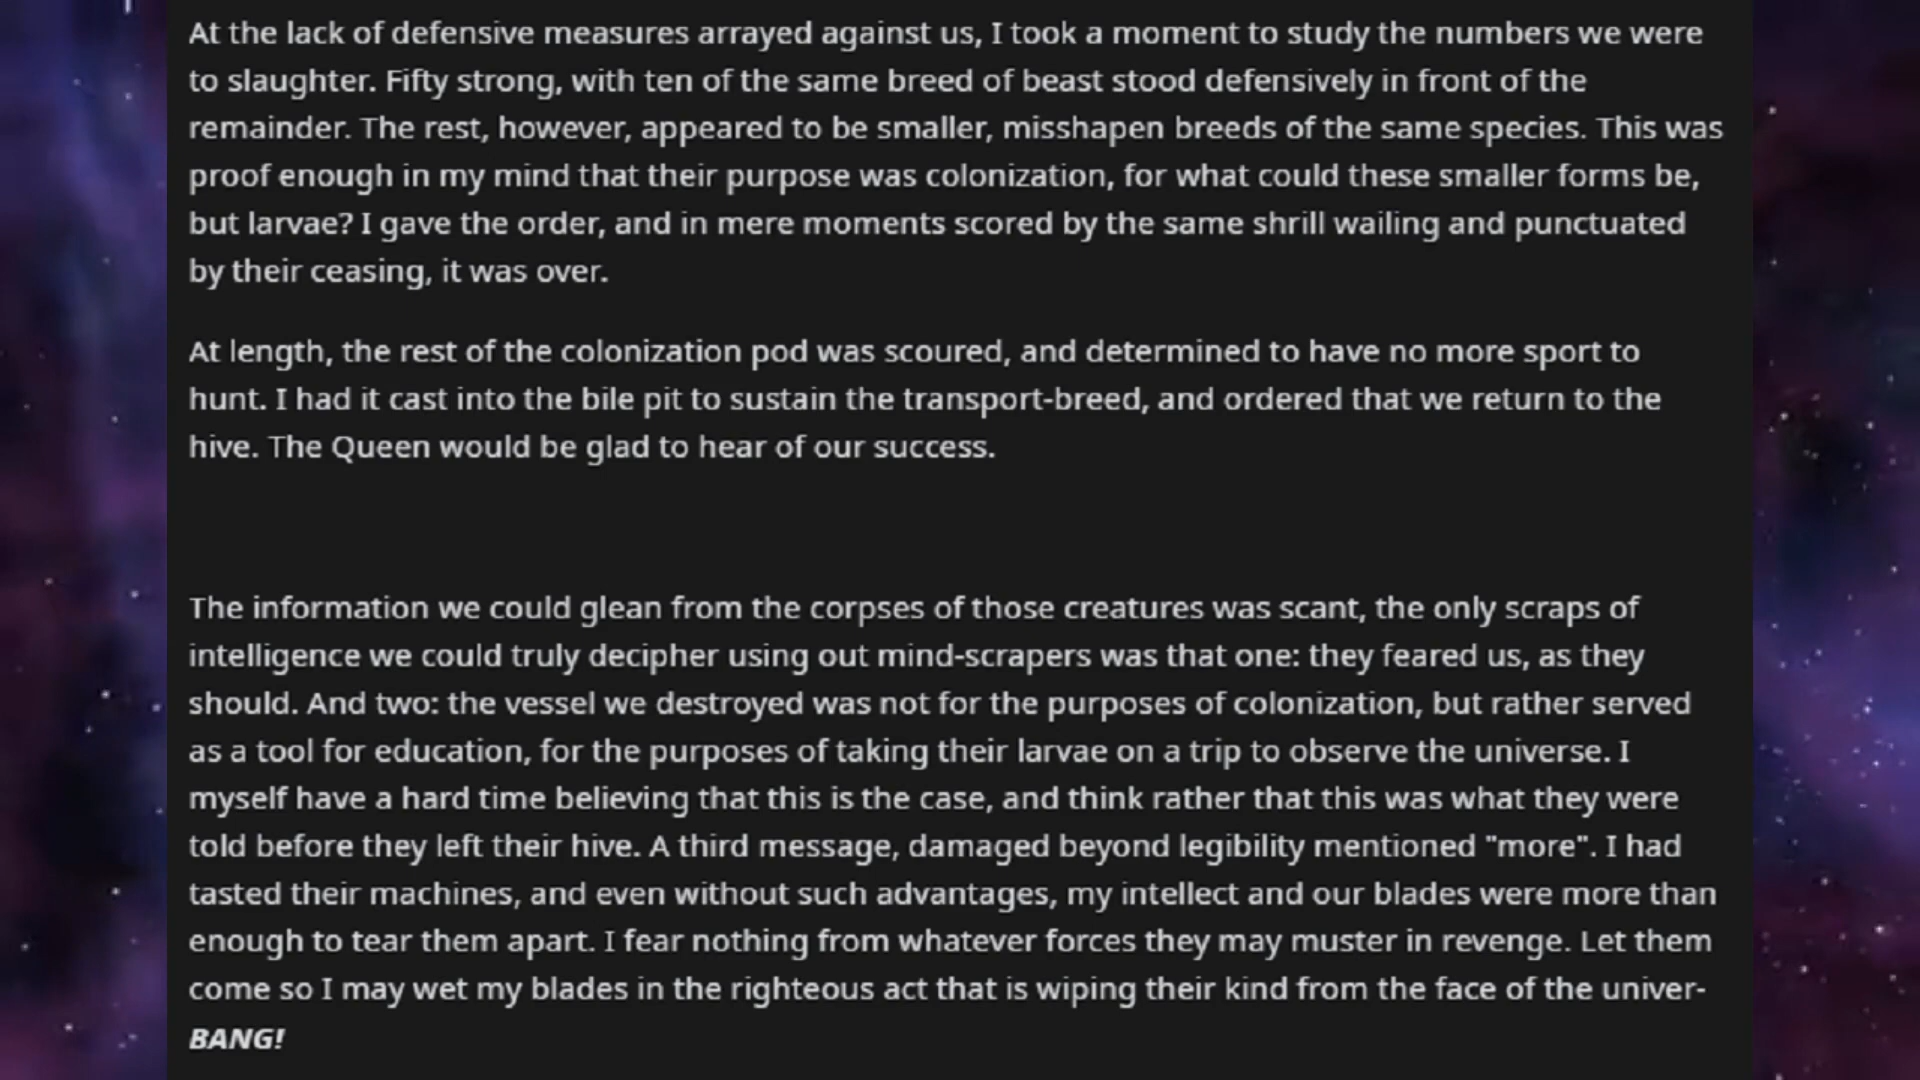 At the lack of defensive measures arrayed against us, I took a moment to study the numbers we were
to slaughter. Fifty strong, with ten of the same breed of beast stood defensively in front of the
remainder. The rest, however, appeared to be smaller, misshapen breeds of the same species. This was
proof enough in my mind that their purpose was colonization, for what could these smaller forms be,
but larvae? I gave the order, and in mere moments scored by the same shrill wailing and punctuated
by their ceasing, it was over.
At length, the rest of the colonization pod was scoured, and determined to have no more sport to
hunt. I had it cast into the bile pit to sustain the transport-breed, and ordered that we return to the
hive. The Queen would be glad to hear of our success.
The information we could glean from the corpses of those creatures was scant, the only scraps of
intelligence we could truly decipher using out mind-scrapers was that one: they feared us, as they
should. And two: the vessel we destroyed was not for the purposes of colonization, but rather served
as a tool for education, for the purposes of taking their larvae on a trip to observe the universe. I
myself have a hard time believing that this is the case, and think rather that this was what they were
told before they left their hive. A third message, damaged beyond legibility mentioned "more". I had
tasted their machines, and even without such advantages, my intellect and our blades were more than
enough to tear them apart. I fear nothing from whatever forces they may muster in revenge. Let them
come so I may wet my blades in the righteous act that is wiping their kind from the face of the univer-
BANG!